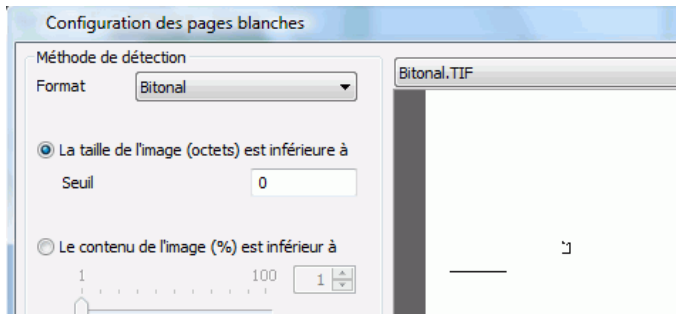 Configuration des pages blanches
Méthode de détection
Format Bitonal
Bitonal.TIF
La taille de l'image (octets) est inférieure à
Seuil 0
Le contenu de l'image (%) est inférieur à
1 100 1